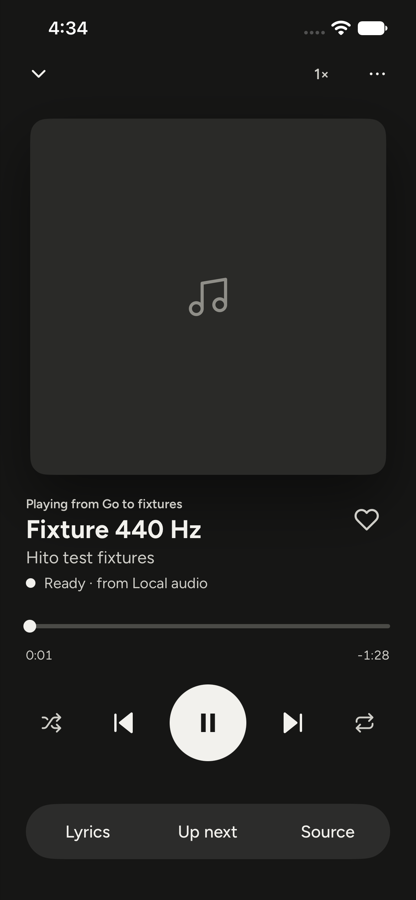 4:34
1×
Playing from Go to fixtures
Fixture 440 Hz
Hito test fixtures
Ready · from Local audio
0:01 -1:28
Lyrics Up next Source